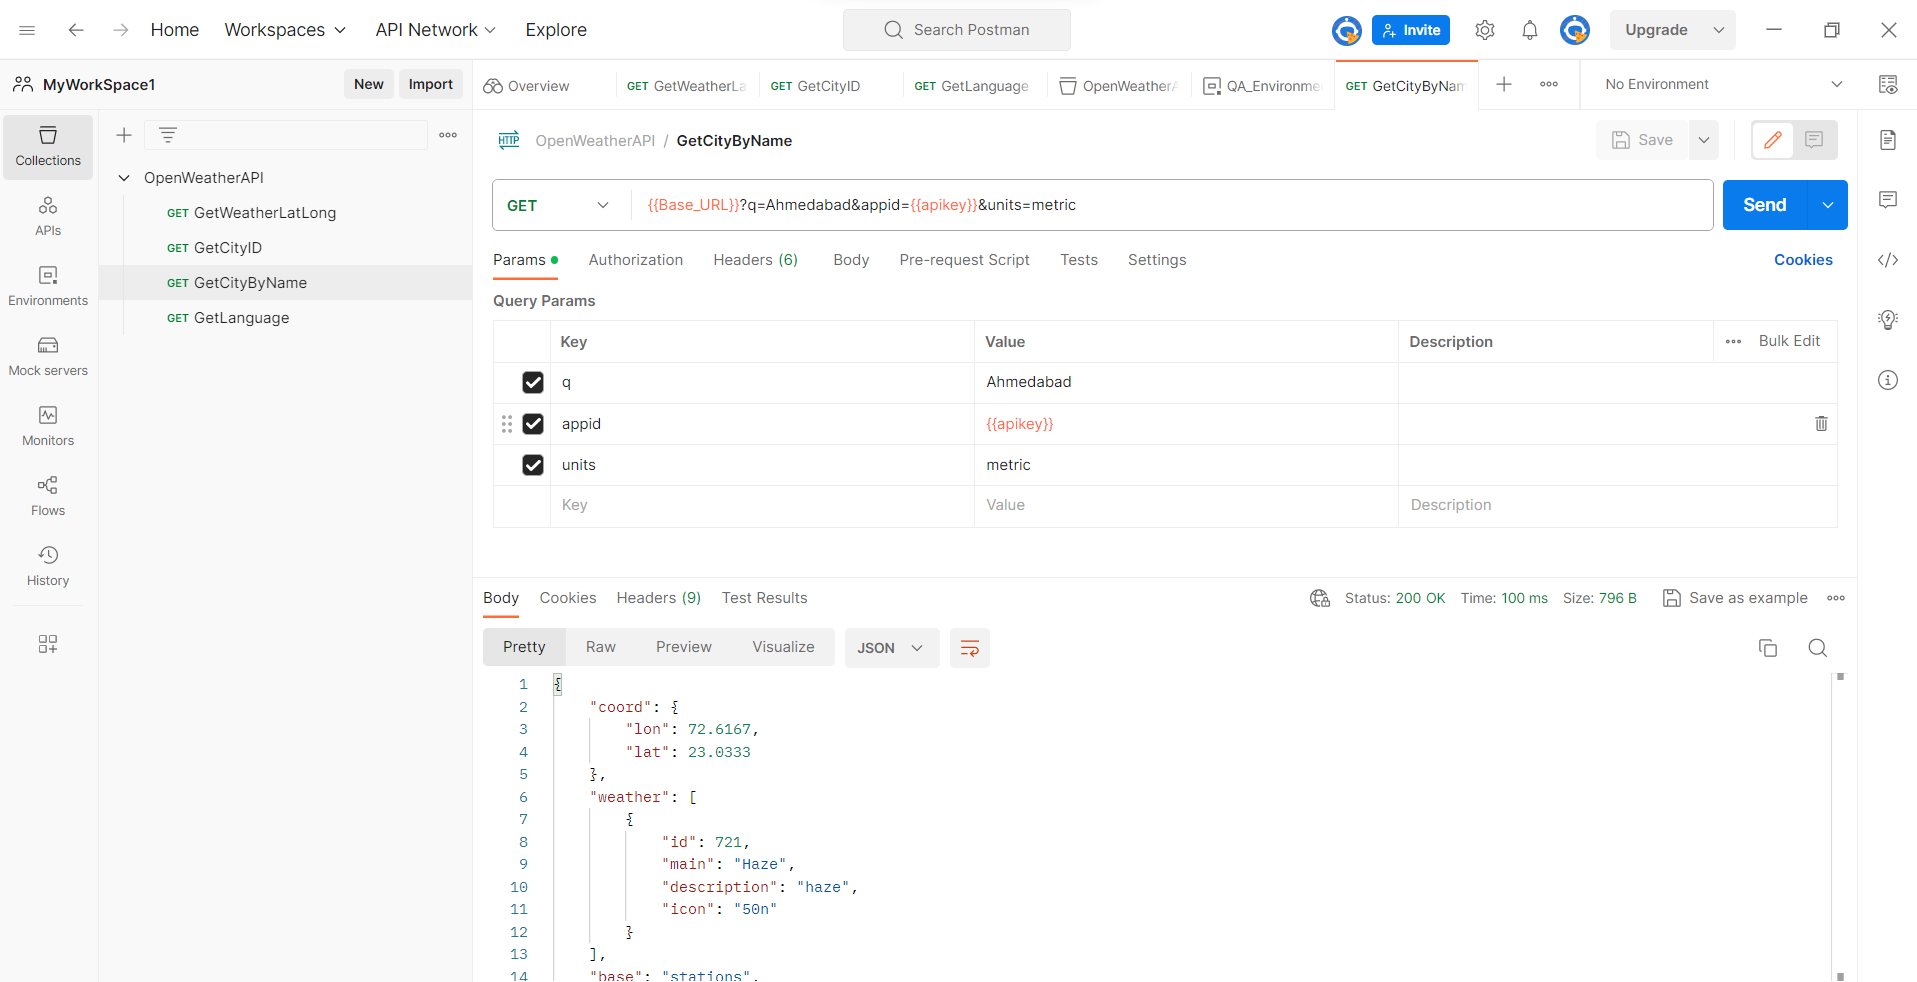 Home Workspaces API Network Explore Search Postman Invite Upgrade
MyWorkSpace1 New Import Overview GET GetWeatherLa GET GetCityID GET GetLanguage OpenWeatherA QA_Environme GET GetCityByNam No Environment
Collections
APIs
Environments
Mock servers
Monitors
Flows
History
OpenWeatherAPI
GET GetWeatherLatLong
GET GetCityID
GET GetCityByName
GET GetLanguage
HTTP OpenWeatherAPI / GetCityByName Save
GET {{Base_URL}}?q=Ahmedabad&appid={{apikey}}&units=metric Send
Params Authorization Headers (6) Body Pre-request Script Tests Settings Cookies
Query Params
Key Value Description Bulk Edit
q Ahmedabad
appid {{apikey}}
units metric
Key Value Description
Body Cookies Headers (9) Test Results Status: 200 OK Time: 100 ms Size: 796 B Save as example
Pretty Raw Preview Visualize JSON
1 {
2 "coord": {
3 "lon": 72.6167,
4 "lat": 23.0333
5 },
6 "weather": [
7 {
8 "id": 721,
9 "main": "Haze",
10 "description": "haze",
11 "icon": "50n"
12 }
13 ],
14 "base": "stations",